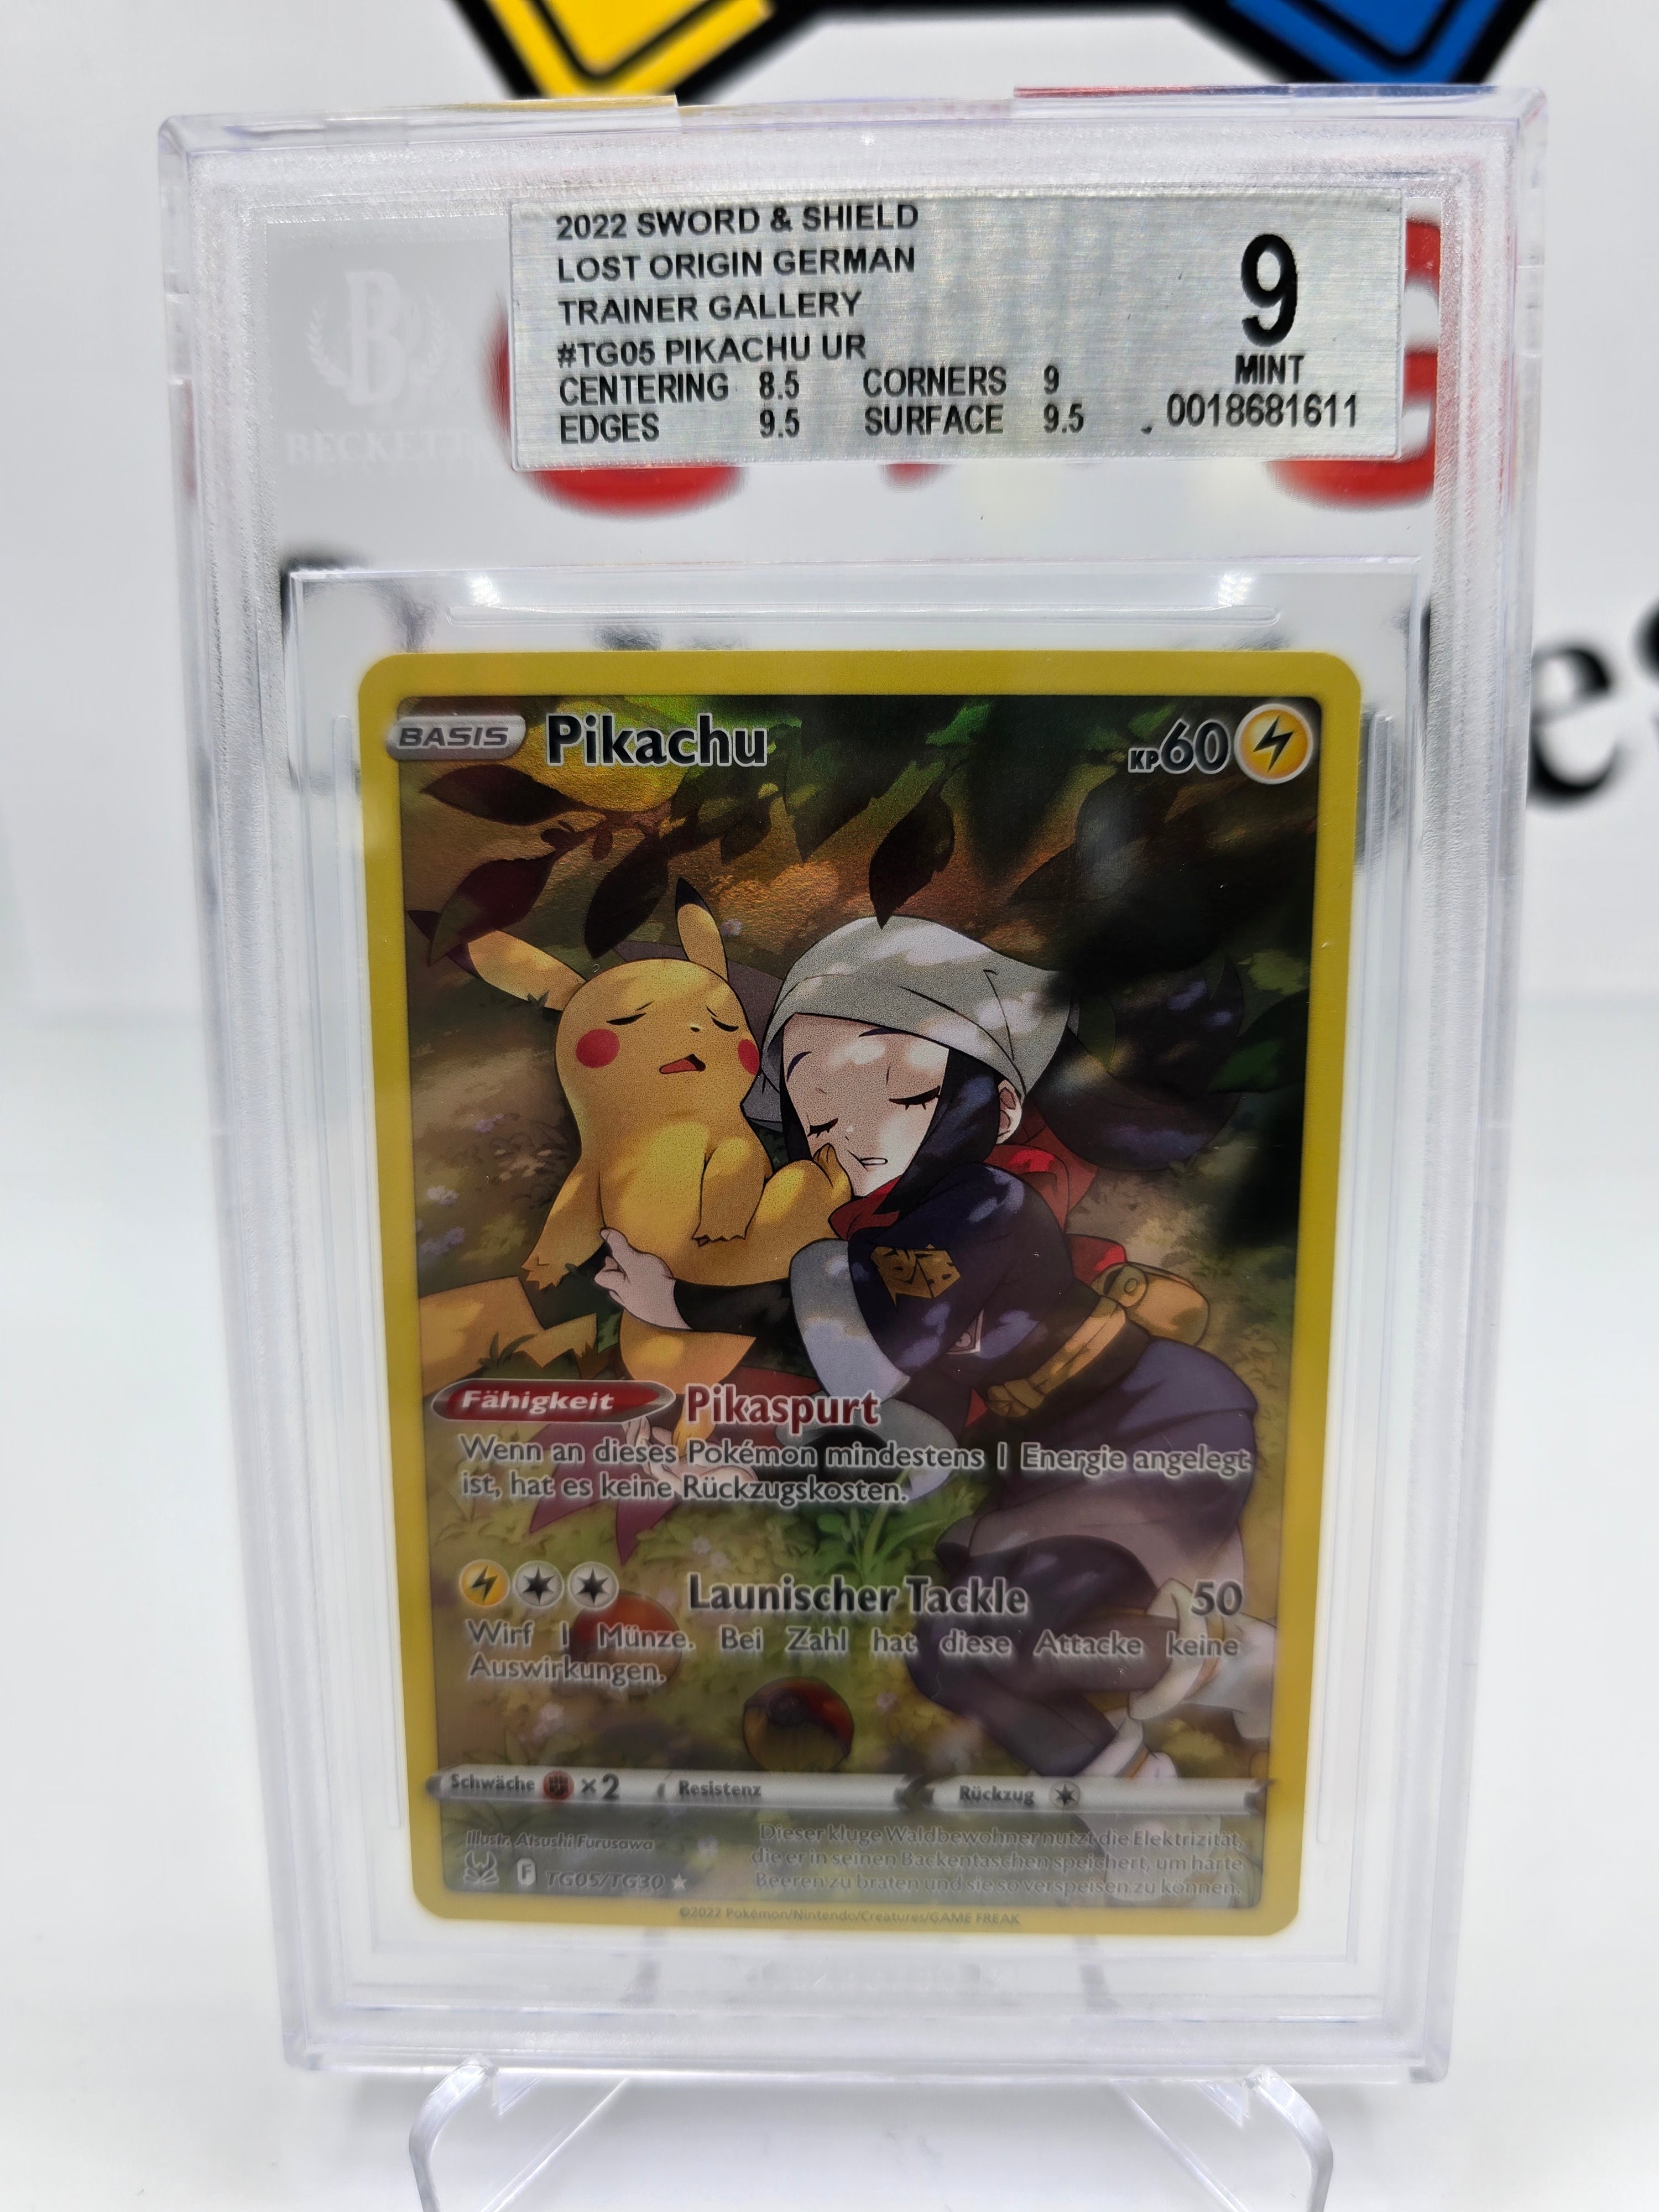 2022 SWORD & SHIELD
LOST ORIGIN GERMAN
TRAINER GALLERY
#TG05 PIKACHU UR
CENTERING 8.5 CORNERS 9
EDGES 9.5 SURFACE 9.5
9
MINT
0018681611
BECKETT
BASIS Pikachu KP60
Fähigkeit Pikaspurt
Wenn an dieses Pokémon mindestens 1 Energie angelegt
ist, hat es keine Rückzugskosten.
Launischer Tackle 50
Wirf 1 Münze. Bei Zahl hat diese Attacke keine
Auswirkungen.
Schwäche ×2 Resistenz Rückzug
Illustr. Atsushi Furusawa
F TG05/TG30 ★
Dieser kluge Waldbewohner nutzt die Elektrizität,
die er in seinen Backentaschen speichert, um harte
Beeren zu braten und sie so verspeisen zu können.
©2022 Pokémon/Nintendo/Creatures/GAME FREAK